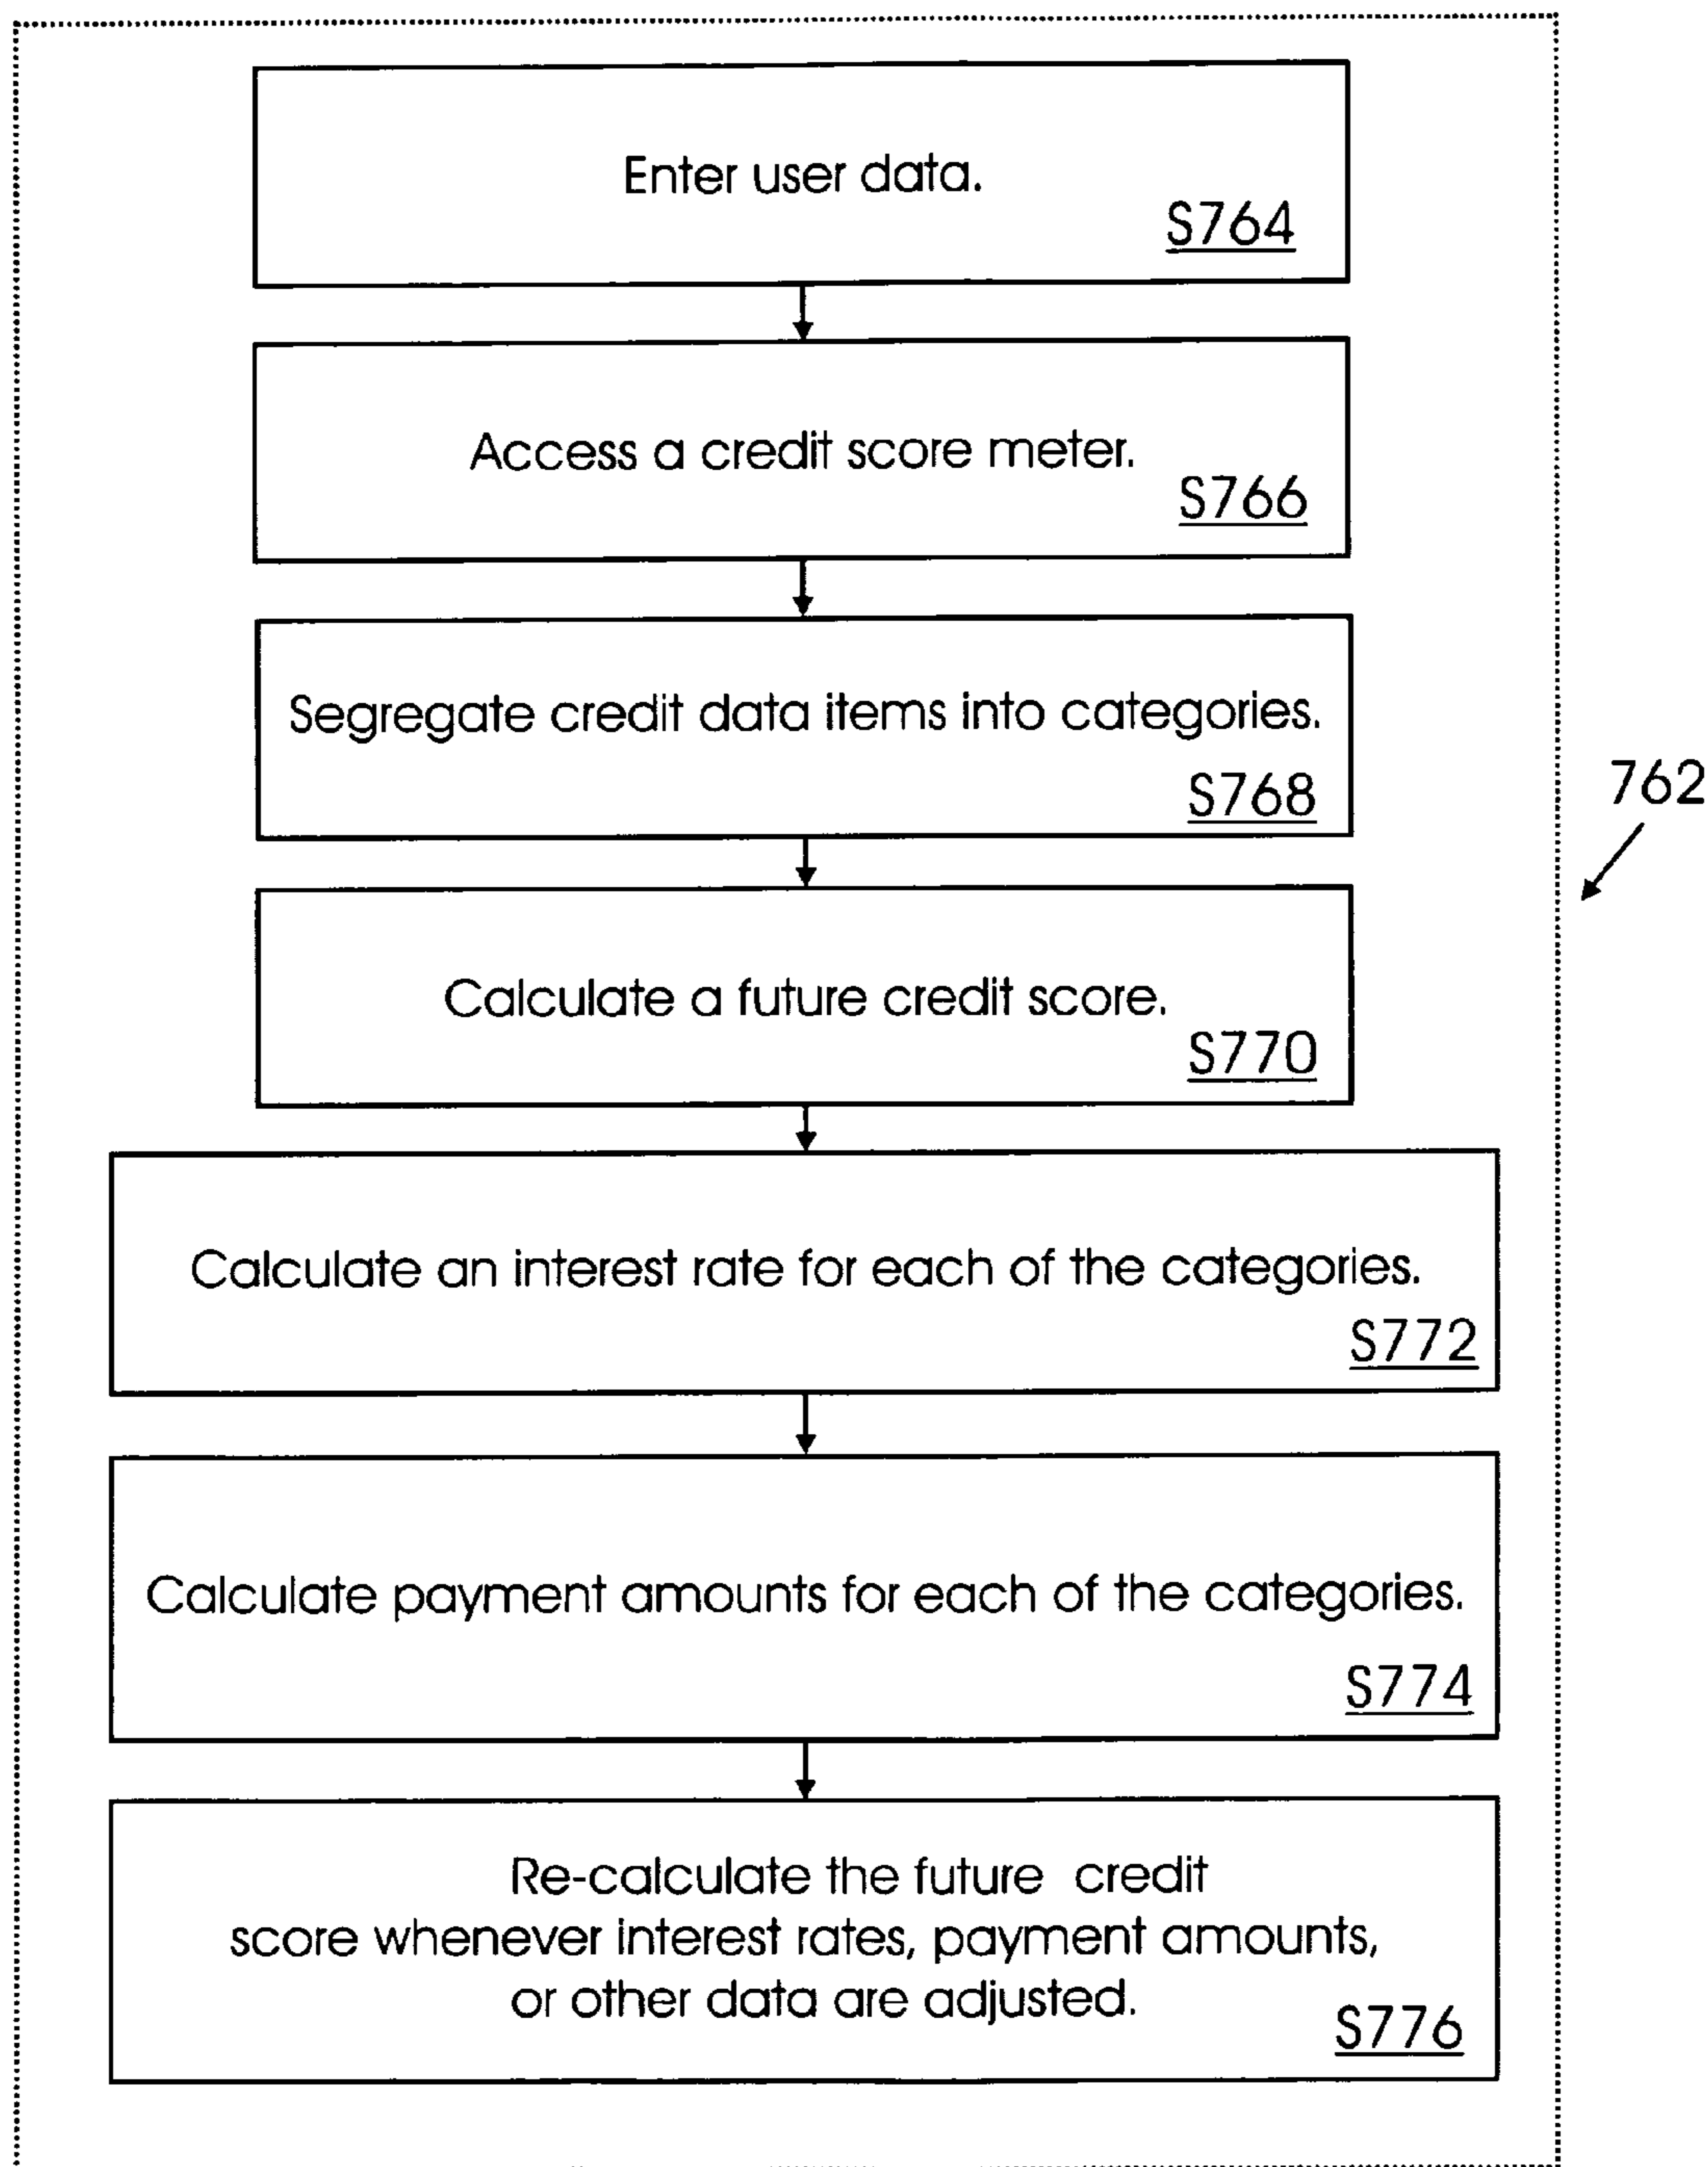 Enter user data.
S764
Access a credit score meter.
S766
Segregate credit data items into categories.
S768
762
Calculate a future credit score.
S770
Calculate an interest rate for each of the categories.
S772
Calculate payment amounts for each of the categories.
S774
Re-calculate the future credit
score whenever interest rates, payment amounts,
or other data are adjusted.
S776